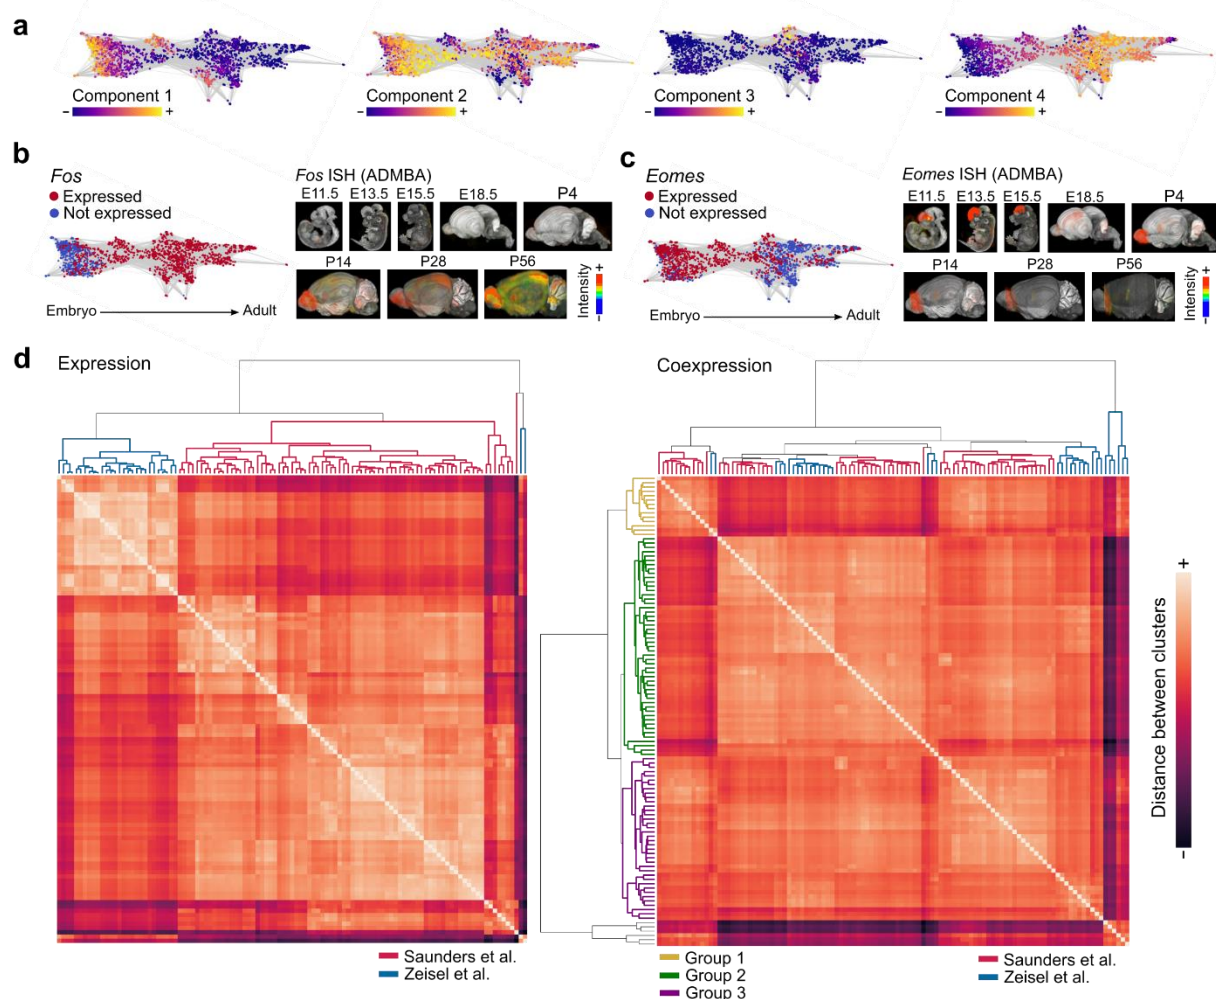 a
Component 1
– +
Component 2
– +
Component 3
– +
Component 4
– +
b
Fos
Expressed
Not expressed
Embryo Adult
Fos ISH (ADMBA)
E11.5 E13.5 E15.5 E18.5 P4
P14 P28 P56
+
Intensity
–
c
Eomes
Expressed
Not expressed
Embryo Adult
Eomes ISH (ADMBA)
E11.5 E13.5 E15.5 E18.5 P4
P14 P28 P56
+
Intensity
–
d
Expression
Saunders et al.
Zeisel et al.
Coexpression
Group 1
Group 2
Group 3
Saunders et al.
Zeisel et al.
+
Distance between clusters
–